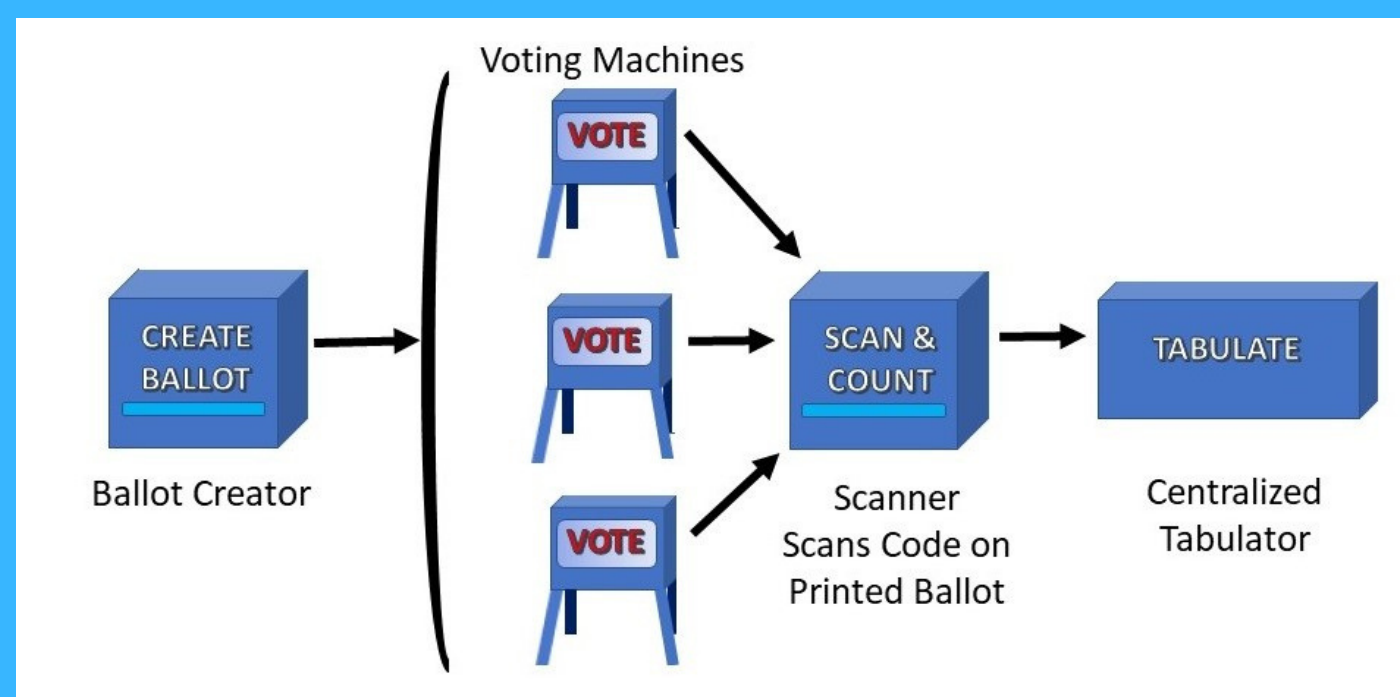 Voting Machines
VOTE
CREATE
BALLOT
Ballot Creator
VOTE
VOTE
SCAN &
COUNT
Scanner
Scans Code on
Printed Ballot
TABULATE
Centralized
Tabulator